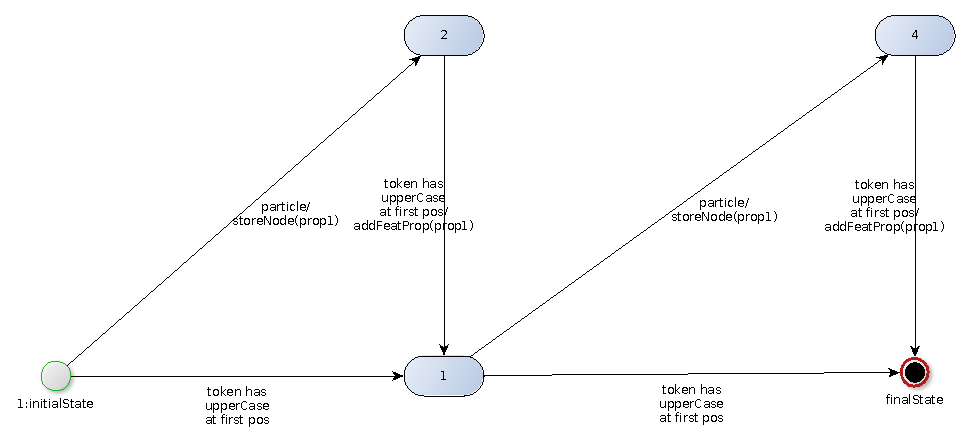 2
4
token has
upperCase
at first pos/
addFeatProp(prop1)
token has
upperCase
at first pos/
addFeatProp(prop1)
particle/
storeNode(prop1)
particle/
storeNode(prop1)
1
1:initialState
token has
upperCase
at first pos
token has
upperCase
at first pos
finalState